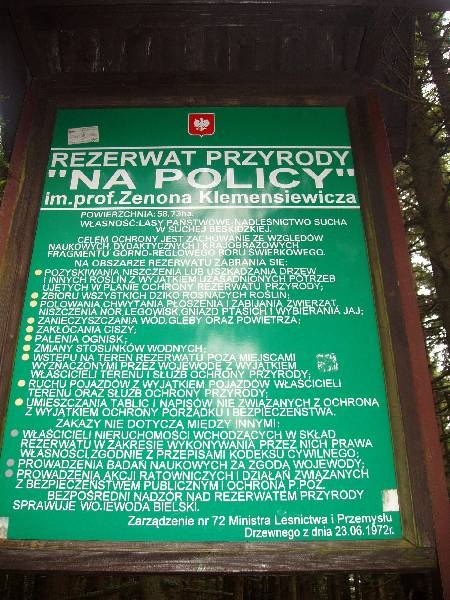 REZERWAT PRZYRODY
"NA POLICY"
im.prof.Zenona Klemensiewicza
POWIERZCHNIA: 58.73ha.
WŁASNOŚĆ:LASY PAŃSTWOWE-NADLEŚNICTWO SUCHA
W SUCHEJ BESKIDZKIEJ.
CELEM OCHRONY JEST ZACHOWANIE ZE WZGLĘDÓW
NAUKOWYCH DYDAKTYCZNYCH I KRAJOBRAZOWYCH
FRAGMENTU GÓRNO-REGLOWEGO BORU ŚWIERKOWEGO.
NA OBSZARZE REZERWATU ZABRANIA SIĘ:
POZYSKIWANIA NISZCZENIA LUB USZKADZANIA DRZEW
I INNYCH ROŚLIN Z WYJĄTKIEM UZASADNIONYCH POTRZEB
UJĘTYCH W PLANIE OCHRONY REZERWATU PRZYRODY;
ZBIORU WSZYSTKICH DZIKO ROSNĄCYCH ROŚLIN;
POLOWANIA CHWYTANIA PŁOSZENIA I ZABIJANIA ZWIERZĄT
NISZCZENIA NOR LEGOWISK,GNIAZD PTASICH I WYBIERANIA JAJ;
ZANIECZYSZCZANIA WÓD,GLEBY ORAZ POWIETRZA;
ZAKŁÓCANIA CISZY;
PALENIA OGNISK;
ZMIANY STOSUNKÓW WODNYCH;
WSTĘPU NA TEREN REZERWATU POZA MIEJSCAMI
WYZNACZONYMI PRZEZ WOJEWODĘ Z WYJĄTKIEM
WŁAŚCICIELI TERENU I SŁUŻB OCHRONY PRZYRODY;
RUCHU POJAZDÓW Z WYJĄTKIEM POJAZDÓW WŁAŚCICIELI
TERENU ORAZ SŁUŻB OCHRONY PRZYRODY;
UMIESZCZANIA TABLIC I NAPISÓW NIE ZWIĄZANYCH Z OCHRONĄ
Z WYJĄTKIEM OCHRONY PORZĄDKU I BEZPIECZEŃSTWA.
ZAKAZY NIE DOTYCZĄ MIĘDZY INNYMI:
WŁAŚCICIELI NIERUCHOMOŚCI WCHODZĄCYCH W SKŁAD
REZERWATU W ZAKRESIE WYKONYWANIA PRZEZ NICH PRAWA
WŁASNOŚCI,ZGODNIE Z PRZEPISAMI KODEKSU CYWILNEGO;
PROWADZENIA BADAŃ NAUKOWYCH ZA ZGODĄ WOJEWODY;
PROWADZENIA AKCJI RATOWNICZYCH I DZIAŁAŃ ZWIĄZANYCH
Z BEZPIECZEŃSTWEM PUBLICZNYM I OCHRONĄ P.POŻ.
BEZPOŚREDNI NADZÓR NAD REZERWATEM PRZYRODY
SPRAWUJE WOJEWODA BIELSKI.
Zarządzenie nr 72 Ministra Leśnictwa i Przemysłu
Drzewnego z dnia 23.06.1972r.